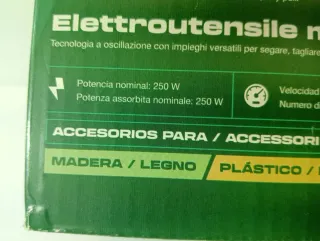 Elettroutensile
Tecnologia a oscillazione con impieghi versatili per segare, tagliare
Potencia nominal: 250 W
Potenza assorbita nominale: 250 W
Velocidad
Numero di
ACCESORIOS PARA / ACCESSORI
MADERA / LEGNO / PLÁSTICO /